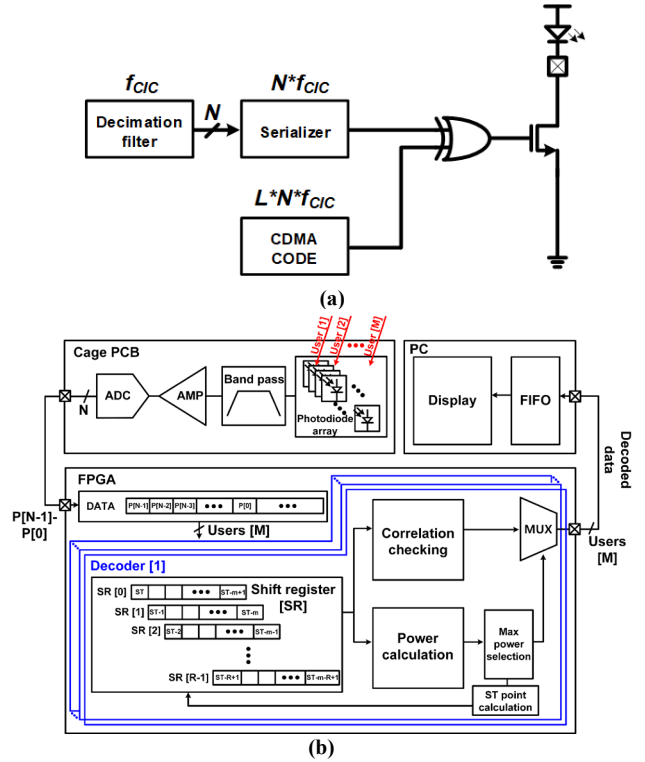 f_CIC
N*f_CIC
Decimation
filter
N
Serializer
L*N*f_CIC
CDMA
CODE
(a)
User [1]
User [2]
User [M]
Cage PCB
PC
ADC
AMP
Band pass
Photodiode
array
N
Display
FIFO
Decoded
data
FPGA
DATA
P[N-1] P[N-2] P[N-3] ●●● P[0] ●●●
P[N-1]-
P[0]
Users [M]
Decoder [1]
Shift register
[SR]
SR [0] ST ●●● ST-m+1
SR [1] ST-1 ●●● ST-m
SR [2] ST-2 ●●● ST-m-1
SR [R-1] ST-R+1 ●●● ST-m-R+1
Correlation
checking
MUX
Users
[M]
Power
calculation
Max
power
selection
ST point
calculation
(b)